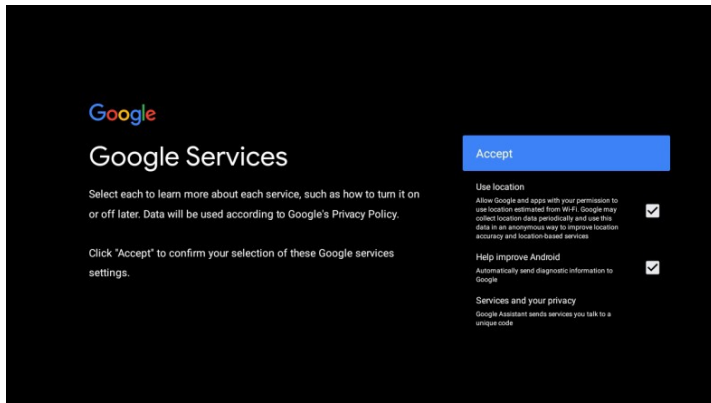 Google
Google Services
Select each to learn more about each service, such as how to turn it on
or off later. Data will be used according to Google's Privacy Policy.
Click "Accept" to confirm your selection of these Google services
settings.
Accept
Use location
Allow Google and apps with your permission to
use location estimated from Wi-Fi. Google may
collect location data periodically and use this
data in an anonymous way to improve location
accuracy and location-based services
Help improve Android
Automatically send diagnostic information to
Google
Services and your privacy
Google Assistant sends services you talk to a
unique code